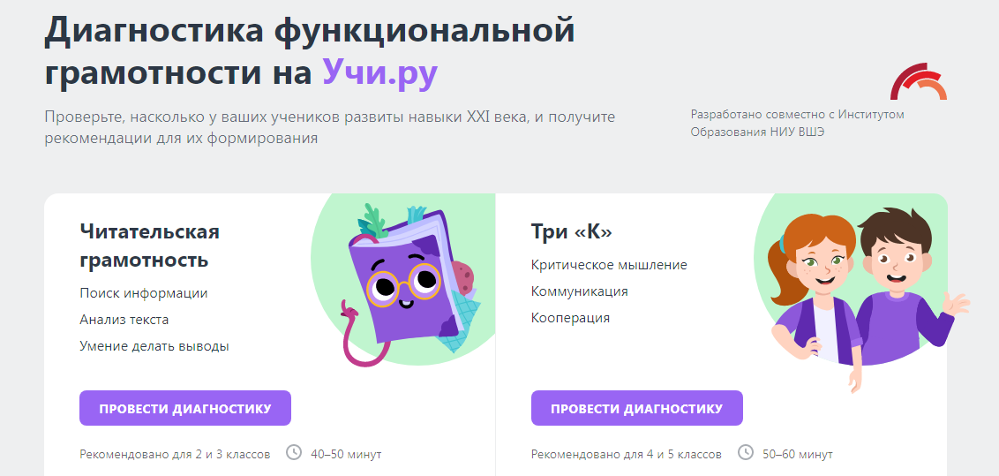 Диагностика функциональной
грамотности на Учи.ру
Проверьте, насколько у ваших учеников развиты навыки XXI века, и получите
рекомендации для их формирования
Разработано совместно с Институтом
Образования НИУ ВШЭ
Читательская
грамотность
Поиск информации
Анализ текста
Умение делать выводы
ПРОВЕСТИ ДИАГНОСТИКУ
Рекомендовано для 2 и 3 классов
40–50 минут
Три «К»
Критическое мышление
Коммуникация
Кооперация
ПРОВЕСТИ ДИАГНОСТИКУ
Рекомендовано для 4 и 5 классов
50–60 минут